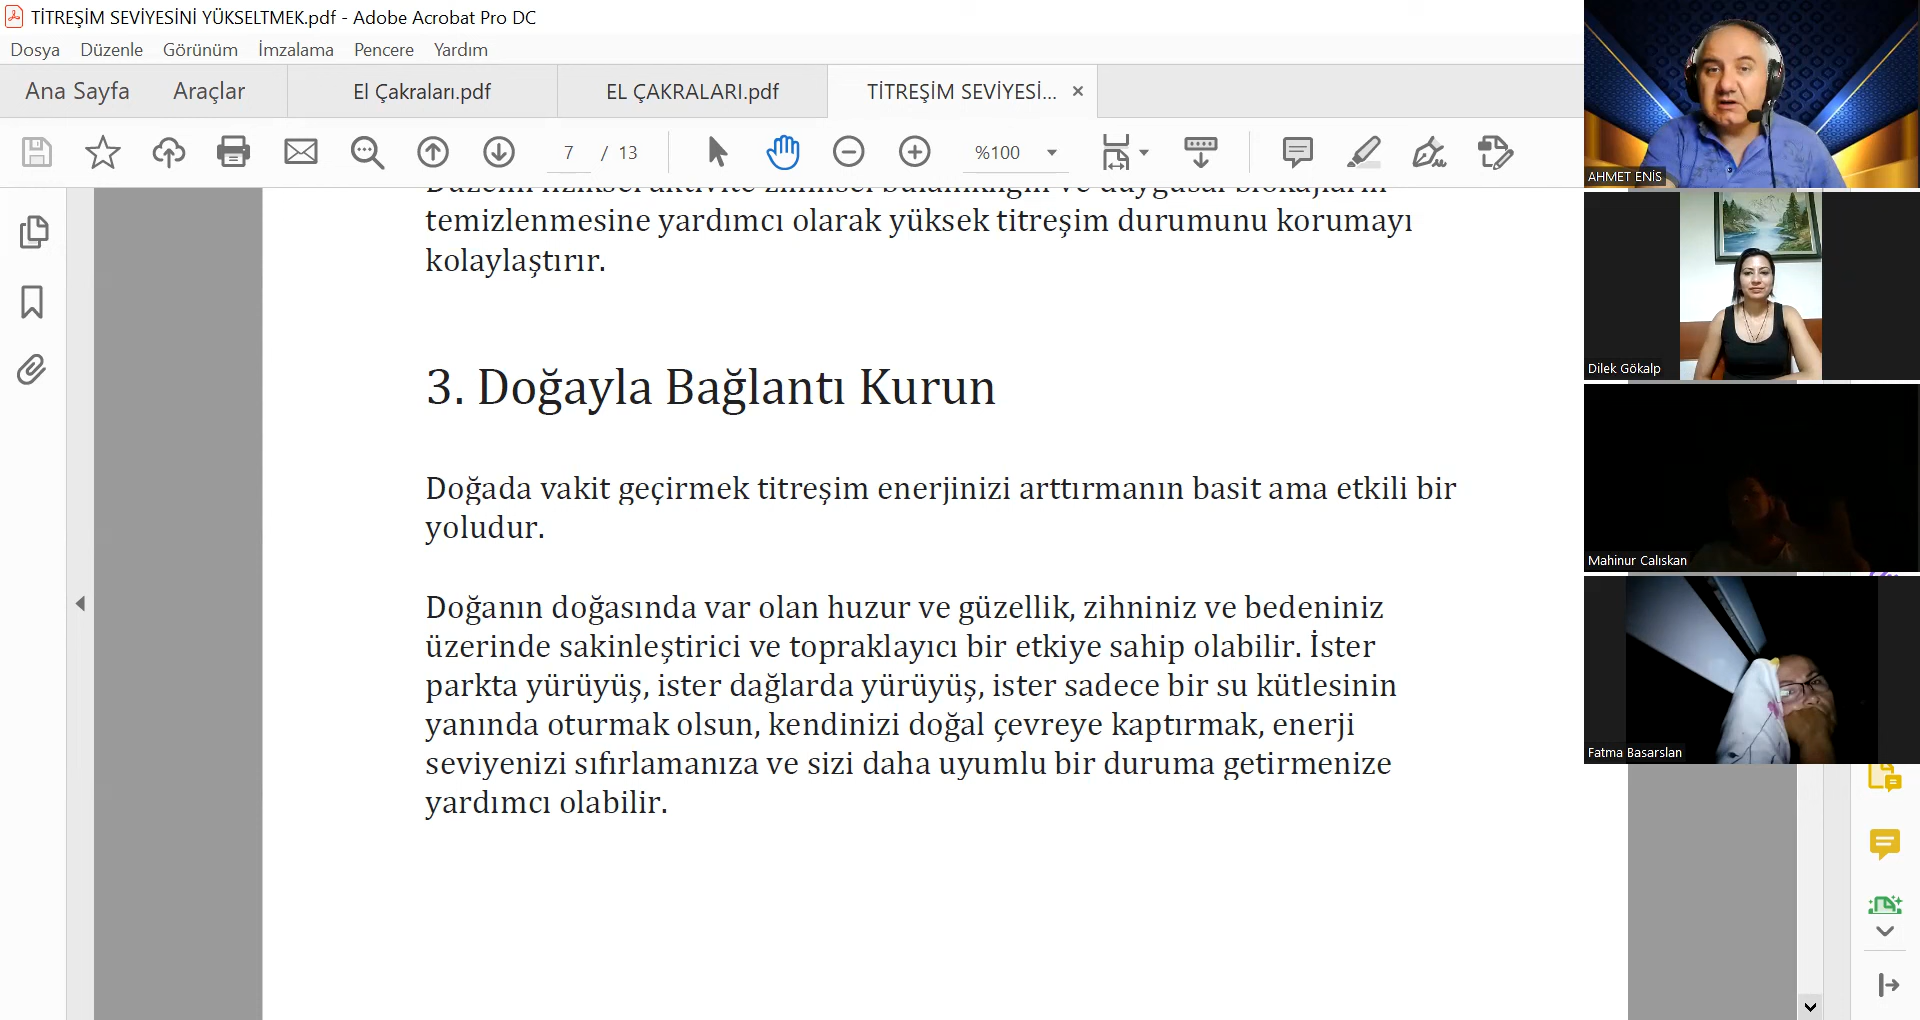 TİTREŞİM SEVİYESİNİ YÜKSELTMEK.pdf - Adobe Acrobat Pro DC
Dosya Düzenle Görünüm İmzalama Pencere Yardım
Ana Sayfa Araçlar El Çakraları.pdf EL ÇAKRALARI.pdf TİTREŞİM SEVİYESİ... ×
7 / 13 %100
temizlenmesine yardımcı olarak yüksek titreşim durumunu korumayı
kolaylaştırır.
3. Doğayla Bağlantı Kurun
Doğada vakit geçirmek titreşim enerjinizi arttırmanın basit ama etkili bir
yoludur.
Doğanın doğasında var olan huzur ve güzellik, zihniniz ve bedeniniz
üzerinde sakinleştirici ve topraklayıcı bir etkiye sahip olabilir. İster
parkta yürüyüş, ister dağlarda yürüyüş, ister sadece bir su kütlesinin
yanında oturmak olsun, kendinizi doğal çevreye kaptırmak, enerji
seviyenizi sıfırlamanıza ve sizi daha uyumlu bir duruma getirmenize
yardımcı olabilir.
AHMET ENİS
Dilek Gökalp
Mahinur Calıskan
Fatma Basarslan